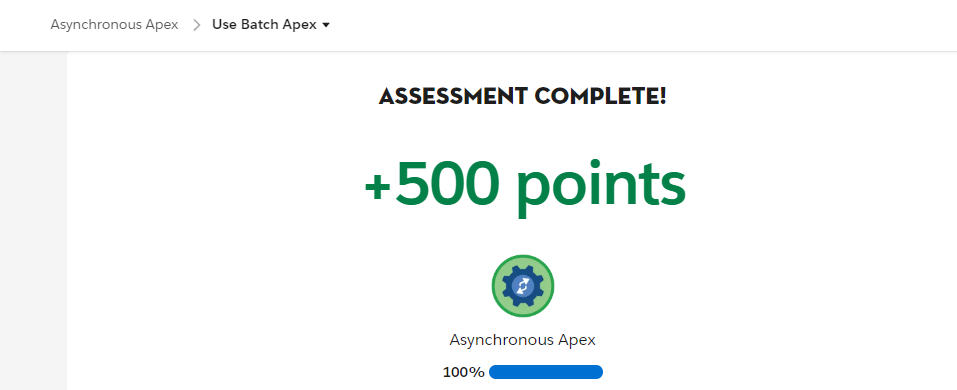 Asynchronous Apex > Use Batch Apex
ASSESSMENT COMPLETE!
+500 points
Asynchronous Apex
100%